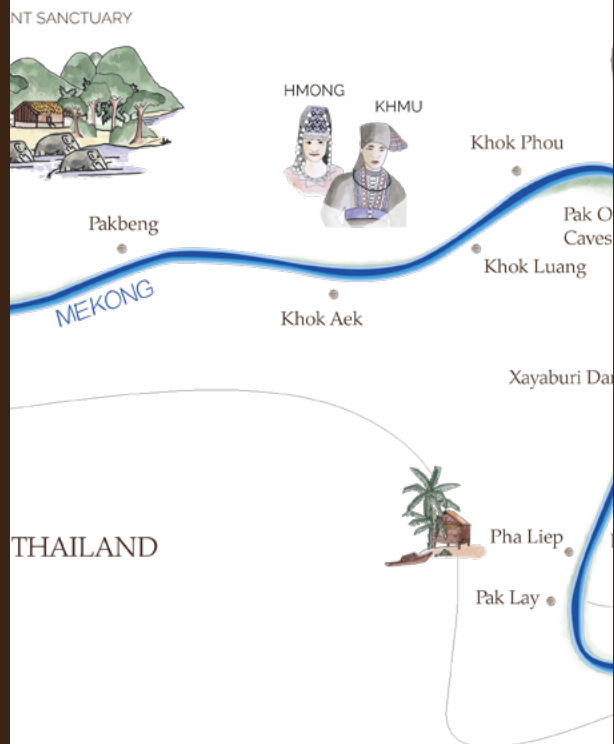 NT SANCTUARY
HMONG
KHMU
Khok Phou
Pakbeng
Pak O
Caves
Khok Luang
MEKONG
Khok Aek
Xayaburi Da
THAILAND
Pha Liep
Pak Lay